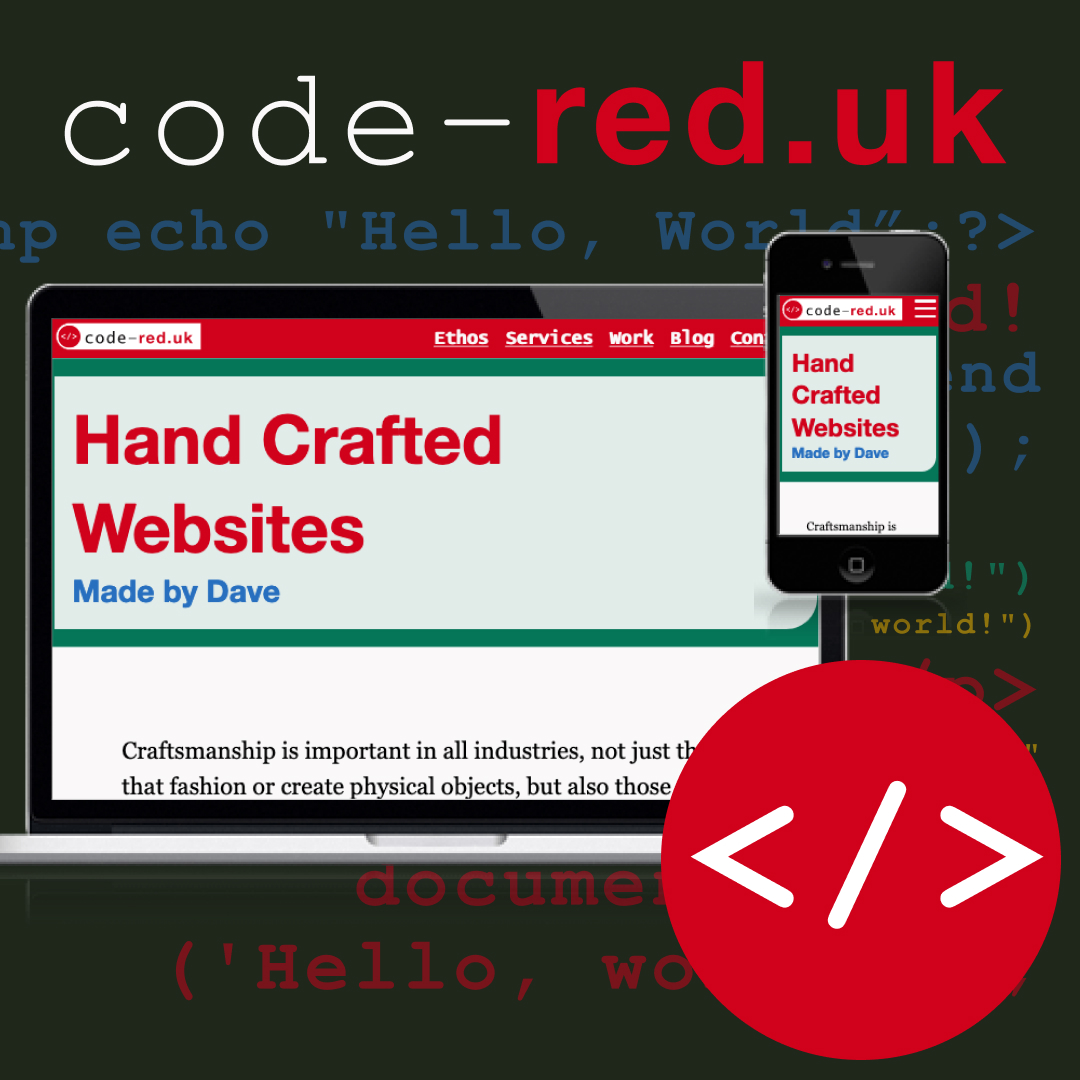 code-red.uk
echo "Hello, World”;?>
</> code-red.uk
Ethos Services Work Blog
Hand Crafted
Websites
Made by Dave
Craftsmanship is important in all industries, not just
that fashion or create physical objects, but also those
</> code-red.uk
Hand
Crafted
Websites
Made by Dave
Craftsmanship is
d!
);
!")
world!")
</>
('Hello,